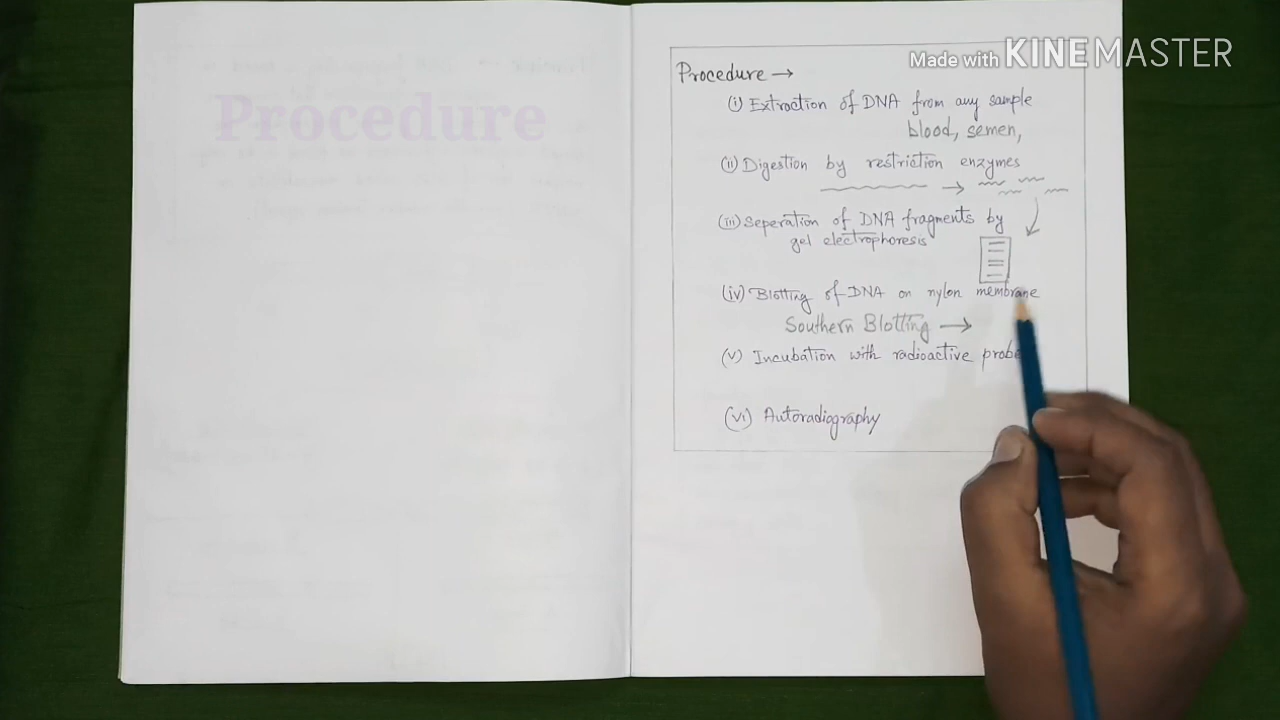 Made with KINEMASTER
Procedure
Procedure →
(i) Extraction of DNA from any sample
blood, semen,
(ii) Digestion by restriction enzymes
(iii) Seperation of DNA fragments by
gel electrophoresis
(iv) Blotting of DNA on nylon membrane
Southern Blotting →
(v) Incubation with radioactive probe
(vi) Autoradiography